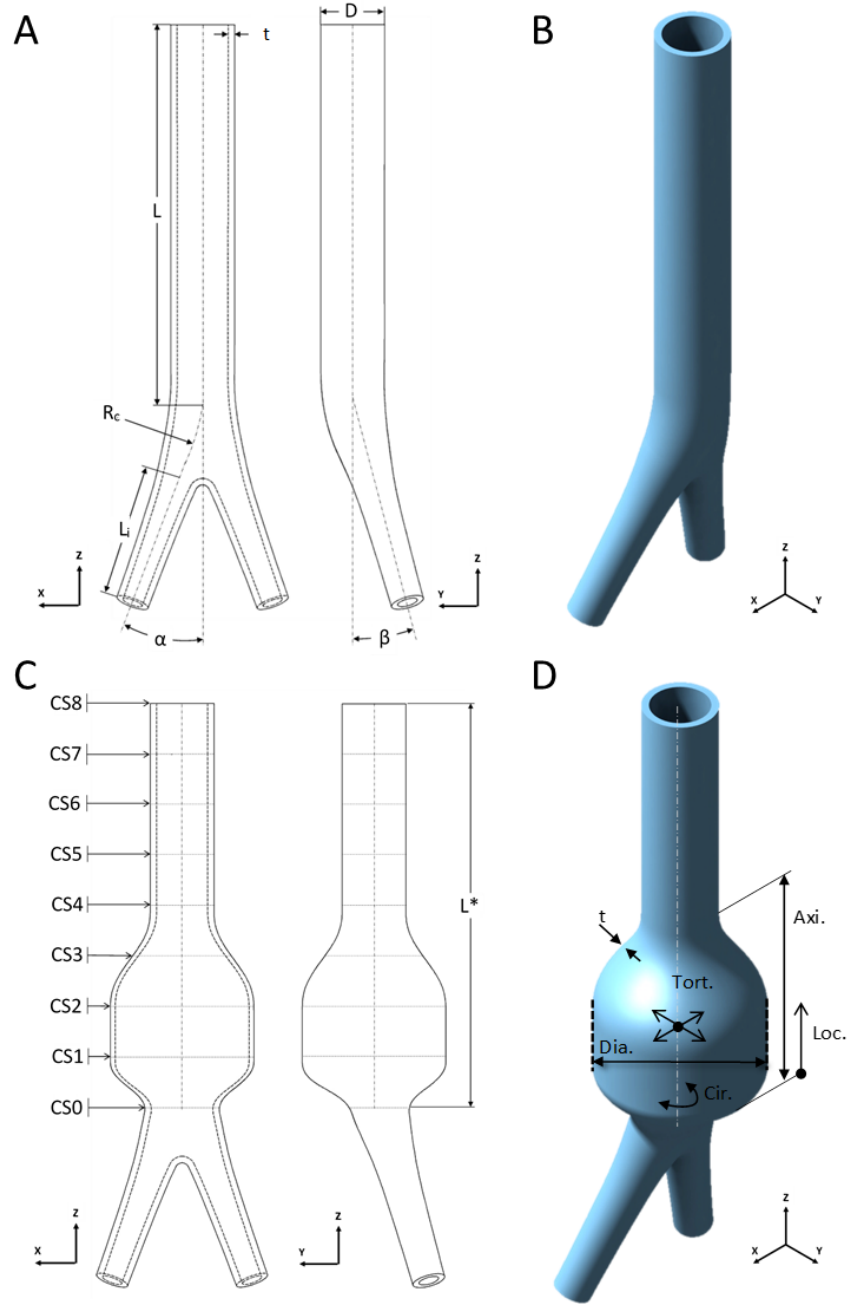 A
D
t
B
L
Rc
Li
Z
X
α
Z
Y
β
Z
X
Y
C
CS8
CS7
CS6
CS5
CS4
CS3
CS2
CS1
CS0
L*
Z
X
Z
Y
D
t
Axi.
Tort.
Loc.
Dia.
Cir.
Z
X
Y